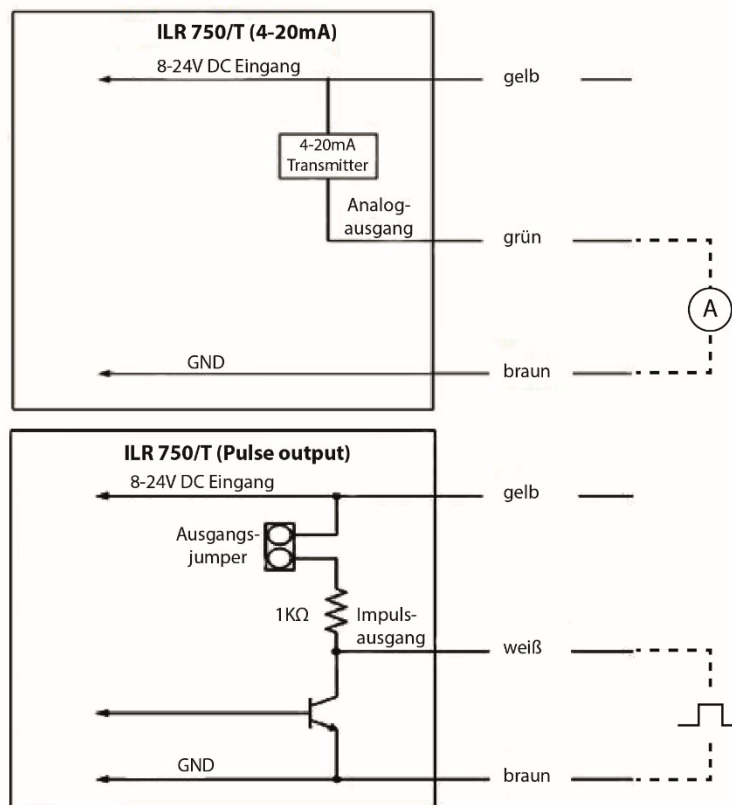 ILR 750/T (4-20mA)
8-24V DC Eingang
gelb
4-20mA
Transmitter
Analog-
ausgang
grün
A
GND
braun
ILR 750/T (Pulse output)
8-24V DC Eingang
gelb
Ausgangs-
jumper
1KΩ
Impuls-
ausgang
weiß
GND
braun